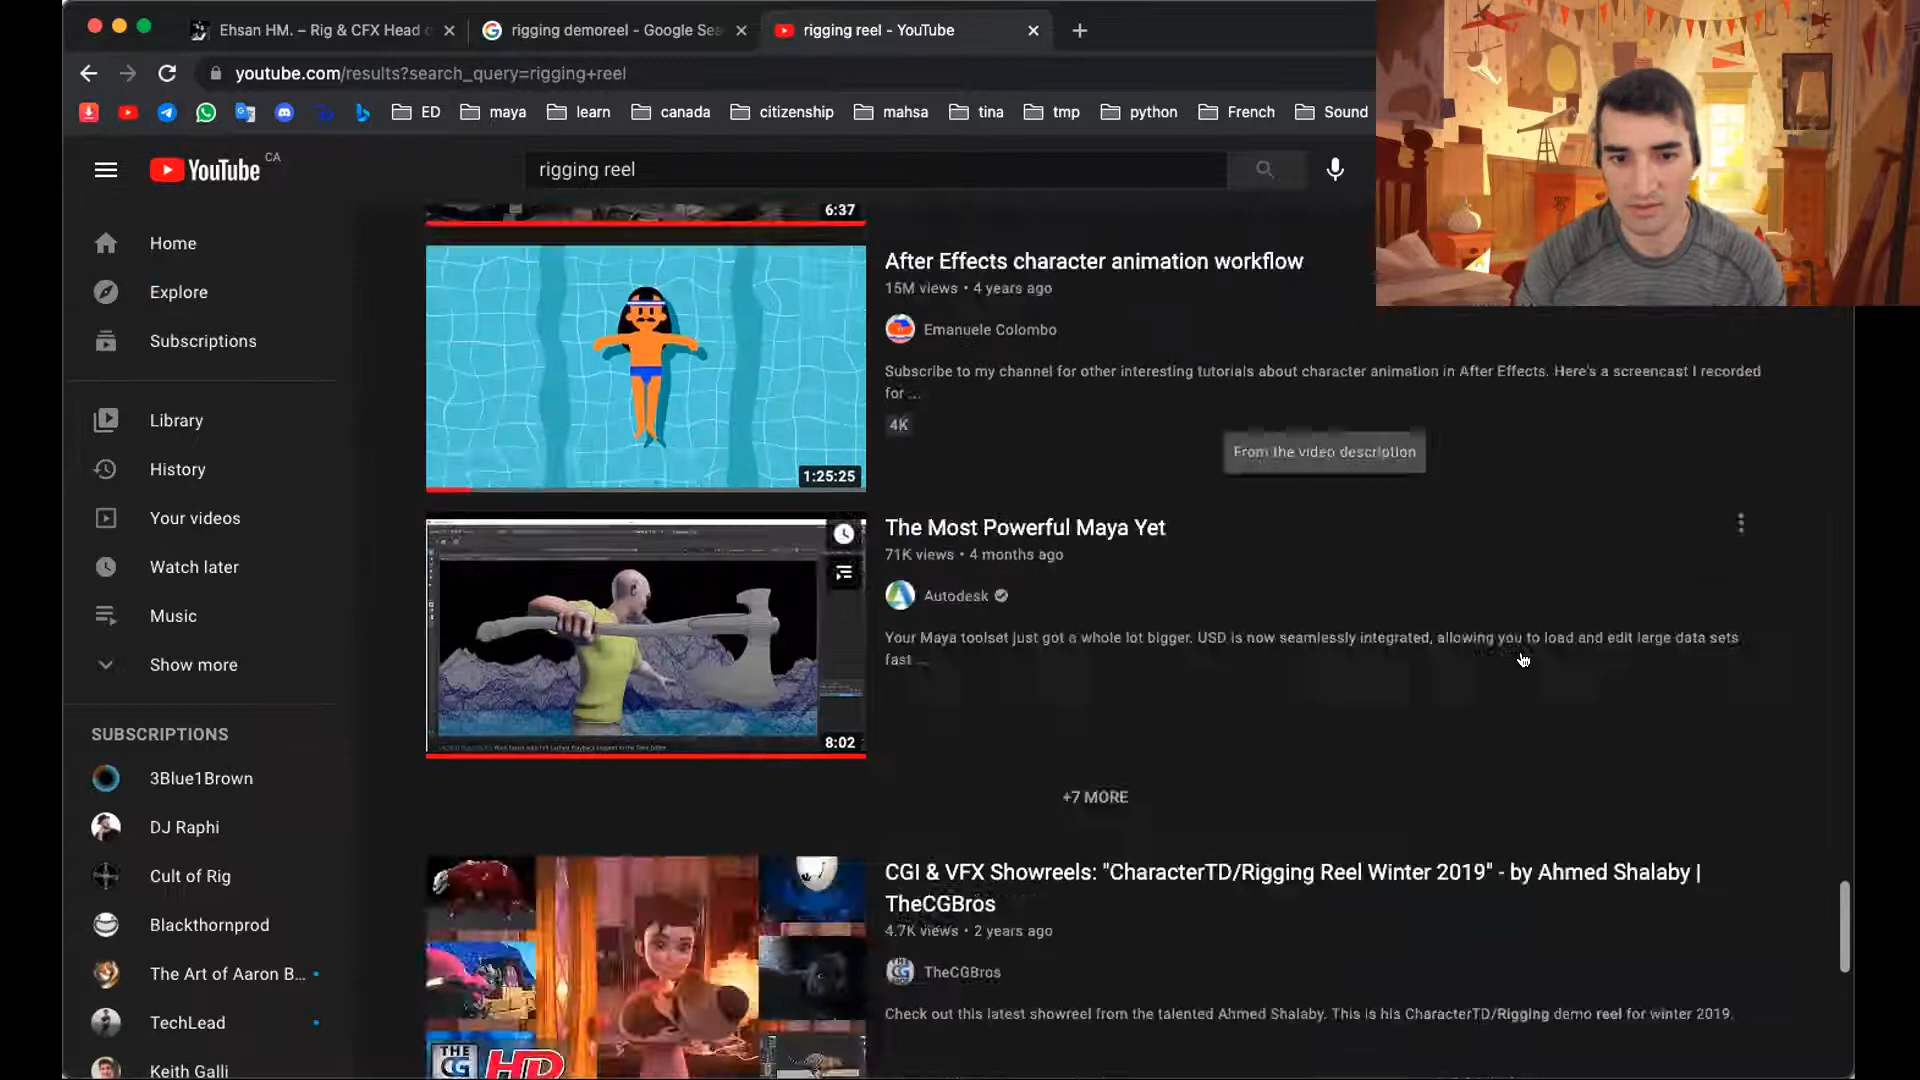 Ehsan HM. – Rig & CFX Head
rigging demoreel - Google Sea
rigging reel - YouTube
youtube.com/results?search_query=rigging+reel
ED
maya
learn
canada
citizenship
mahsa
tina
tmp
python
French
Sound
YouTube CA
rigging reel
Home
Explore
Subscriptions
Library
History
Your videos
Watch later
Music
Show more
SUBSCRIPTIONS
3Blue1Brown
DJ Raphi
Cult of Rig
Blackthornprod
The Art of Aaron B...
TechLead
Keith Galli
6:37
After Effects character animation workflow
15M views • 4 years ago
Emanuele Colombo
Subscribe to my channel for other interesting tutorials about character animation in After Effects. Here's a screencast I recorded
for ...
4K
From the video description
1:25:25
The Most Powerful Maya Yet
71K views • 4 months ago
Autodesk
Your Maya toolset just got a whole lot bigger. USD is now seamlessly integrated, allowing you to load and edit large data sets
fast ...
8:02
+7 MORE
CGI & VFX Showreels: "CharacterTD/Rigging Reel Winter 2019" - by Ahmed Shalaby |
TheCGBros
4.7K views • 2 years ago
TheCGBros
Check out this latest showreel from the talented Ahmed Shalaby. This is his CharacterTD/Rigging demo reel for winter 2019.
THE
CG
HD